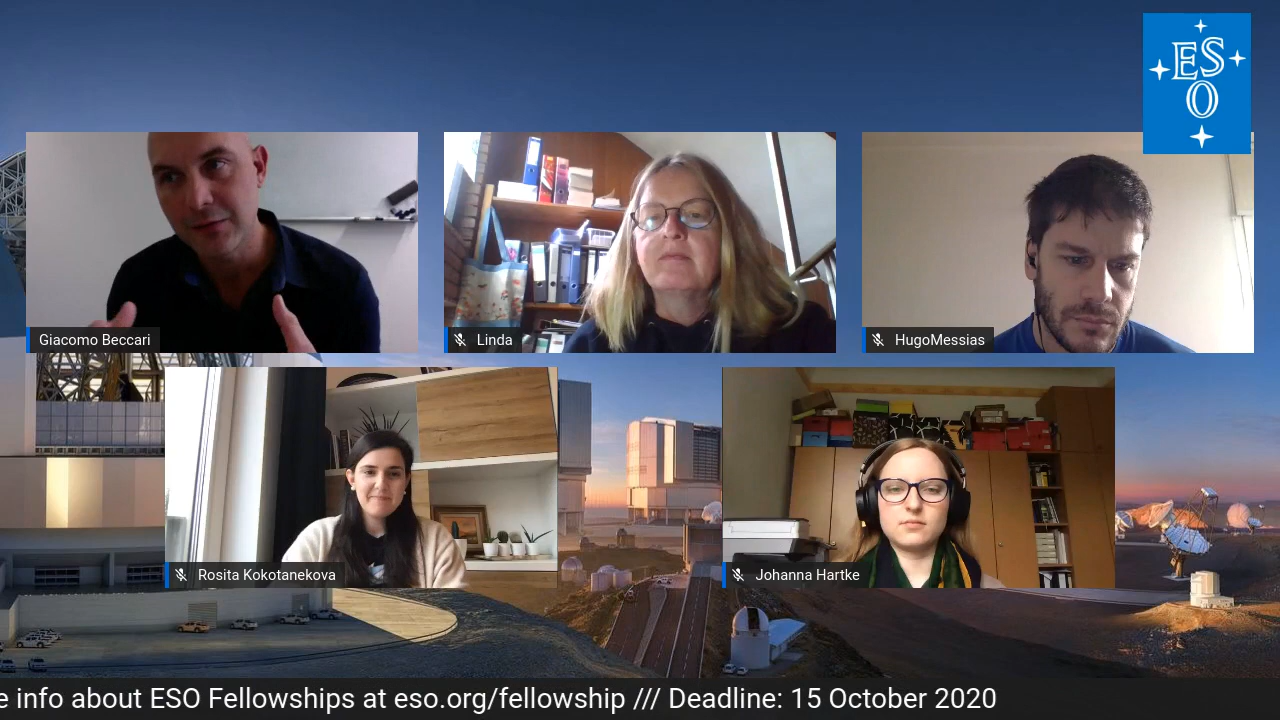 ES
O
Giacomo Beccari
Linda
HugoMessias
Rosita Kokotanekova
Johanna Hartke
e info about ESO Fellowships at eso.org/fellowship /// Deadline: 15 October 2020